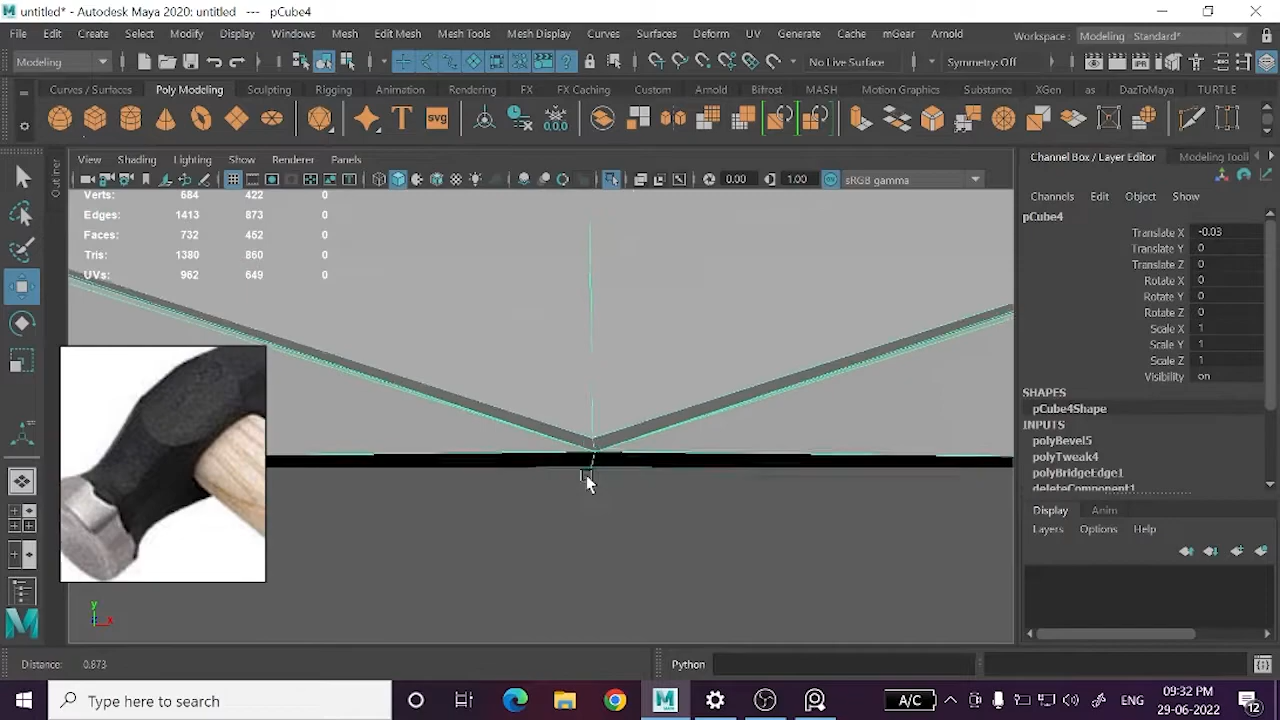 untitled* - Autodesk Maya 2020: untitled --- pCube4
File Edit Create Select Modify Display Windows Mesh Edit Mesh Mesh Tools Mesh Display Curves Surfaces Deform UV Generate Cache mGear Arnold Workspace : Modeling - Standard*
Modeling No Live Surface Symmetry: Off
Curves / Surfaces Poly Modeling Sculpting Rigging Animation Rendering FX FX Caching Custom Arnold Bifrost MASH Motion Graphics Substance XGen as DazToMaya TURTLE
T svg 0,0,0
View Shading Lighting Show Renderer Panels
0.00 1.00 sRGB gamma
Outliner
Verts: 684 422 0
Edges: 1413 873 0
Faces: 732 452 0
Tris: 1380 860 0
UVs: 962 649 0
y
x
Channel Box / Layer Editor Modeling Tool
Channels Edit Object Show
pCube4
Translate X -0.03
Translate Y 0
Translate Z 0
Rotate X 0
Rotate Y 0
Rotate Z 0
Scale X 1
Scale Y 1
Scale Z 1
Visibility on
SHAPES
pCube4Shape
INPUTS
polyBevel5
polyTweak4
polyBridgeEdge1
deleteComponent1
Display Anim
Layers Options Help
Distance: 0.873
Python
Type here to search
A/C
ENG
09:32 PM
29-06-2022
12